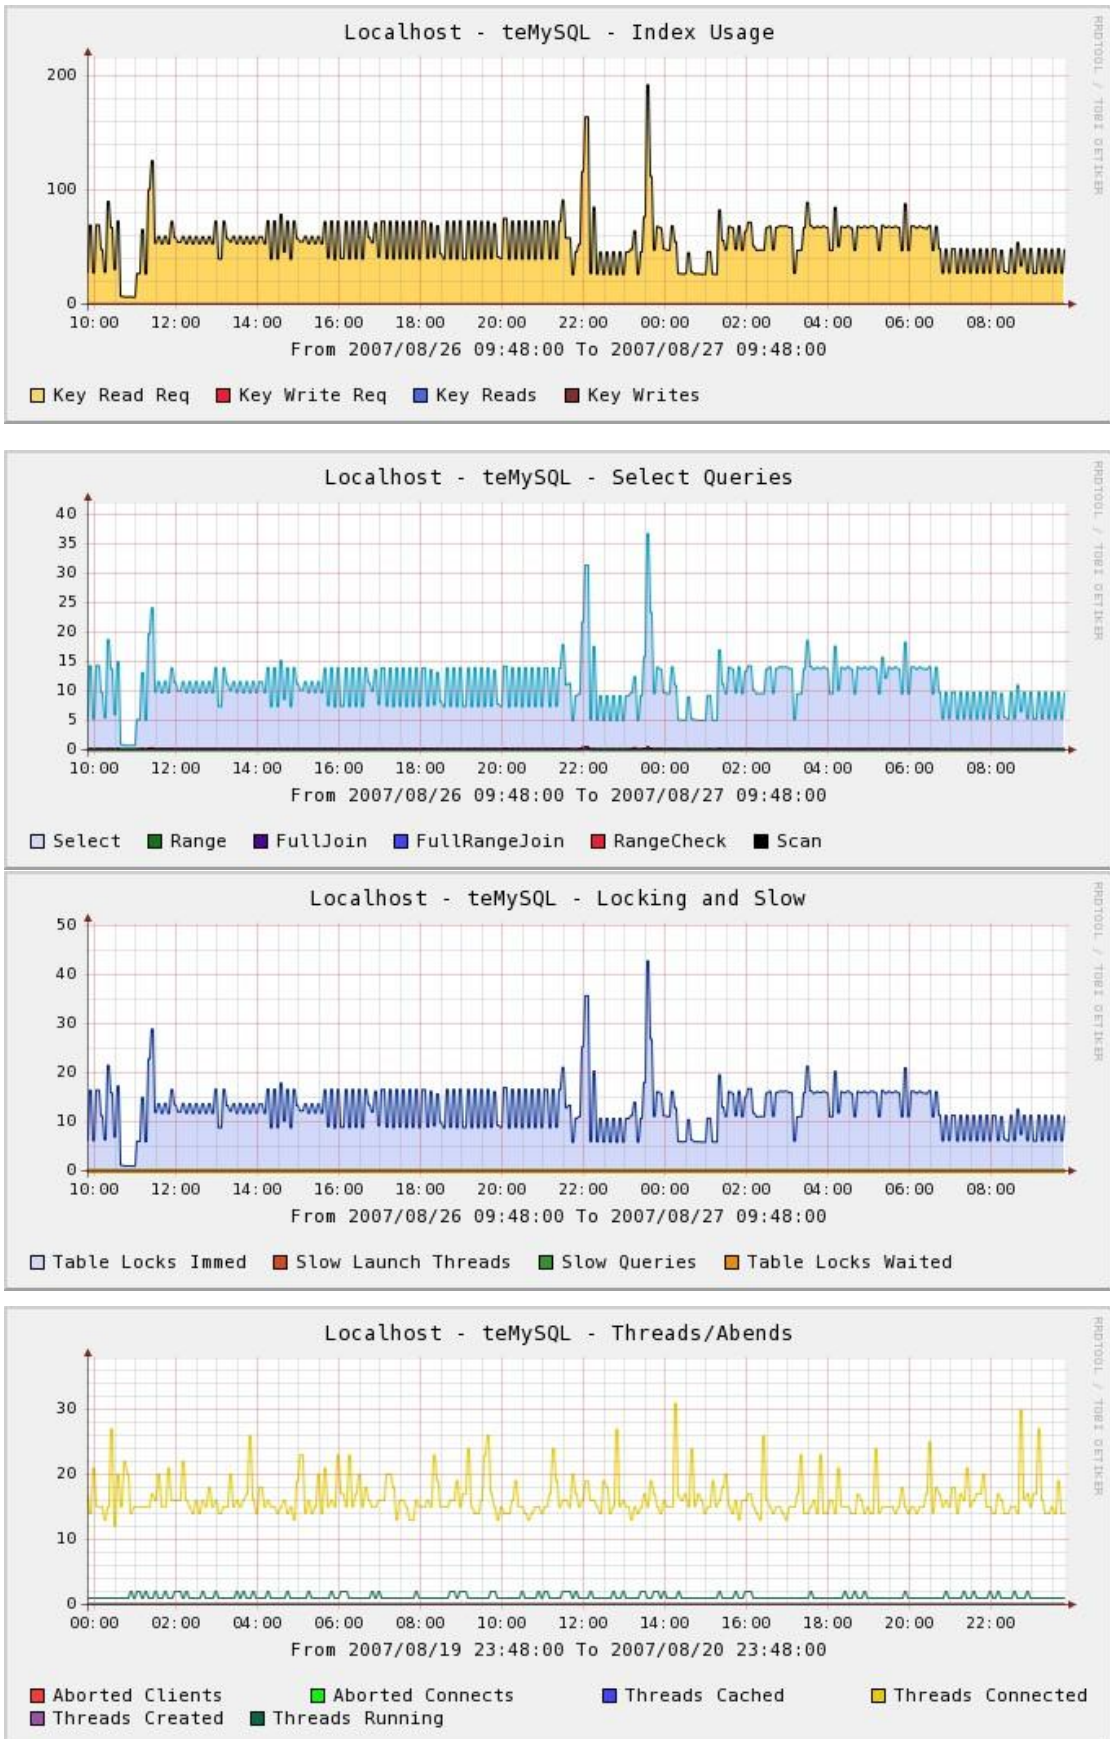 Localhost - teMySQL - Index Usage
RRDTOOL / TOBI OETIKER
200
100
0
10:00 12:00 14:00 16:00 18:00 20:00 22:00 00:00 02:00 04:00 06:00 08:00
From 2007/08/26 09:48:00 To 2007/08/27 09:48:00
Key Read Req Key Write Req Key Reads Key Writes
Localhost - teMySQL - Select Queries
RRDTOOL / TOBI OETIKER
40
35
30
25
20
15
10
5
0
10:00 12:00 14:00 16:00 18:00 20:00 22:00 00:00 02:00 04:00 06:00 08:00
From 2007/08/26 09:48:00 To 2007/08/27 09:48:00
Select Range FullJoin FullRangeJoin RangeCheck Scan
Localhost - teMySQL - Locking and Slow
RRDTOOL / TOBI OETIKER
50
40
30
20
10
0
10:00 12:00 14:00 16:00 18:00 20:00 22:00 00:00 02:00 04:00 06:00 08:00
From 2007/08/26 09:48:00 To 2007/08/27 09:48:00
Table Locks Immed Slow Launch Threads Slow Queries Table Locks Waited
Localhost - teMySQL - Threads/Abends
RRDTOOL / TOBI OETIKER
30
20
10
0
00:00 02:00 04:00 06:00 08:00 10:00 12:00 14:00 16:00 18:00 20:00 22:00
From 2007/08/19 23:48:00 To 2007/08/20 23:48:00
Aborted Clients Aborted Connects Threads Cached Threads Connected
Threads Created Threads Running